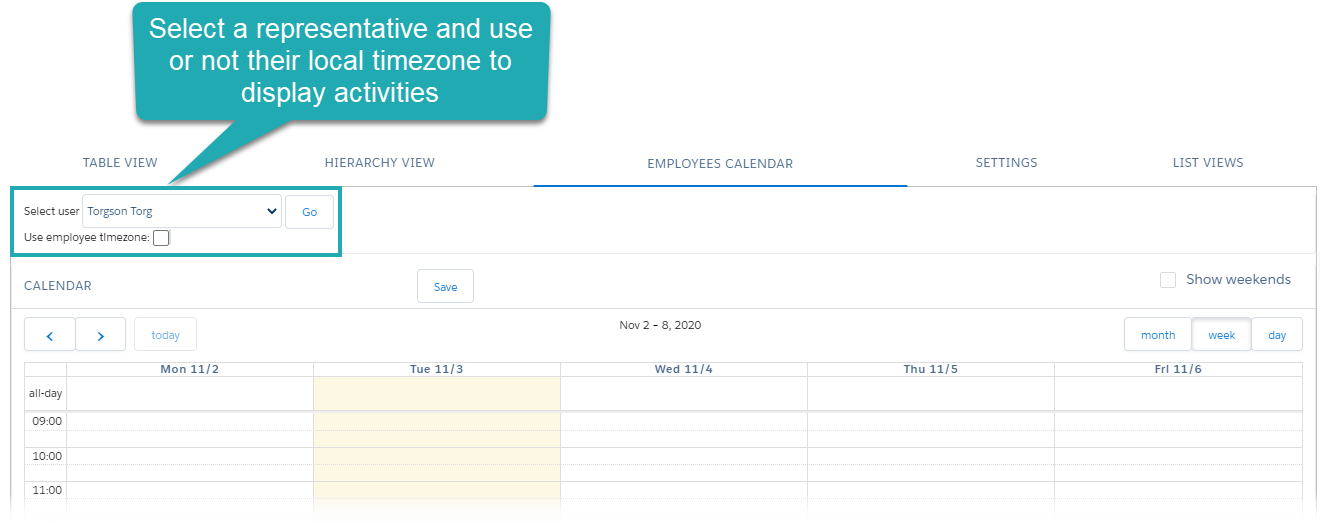 Select a representative and use
or not their local timezone to
display activities
TABLE VIEW HIERARCHY VIEW EMPLOYEES CALENDAR SETTINGS LIST VIEWS
Select user Torgson Torg Go
Use employee timezone:
CALENDAR Save Show weekends
< > today Nov 2 – 8, 2020 month week day
Mon 11/2 Tue 11/3 Wed 11/4 Thu 11/5 Fri 11/6
all-day
09:00
10:00
11:00